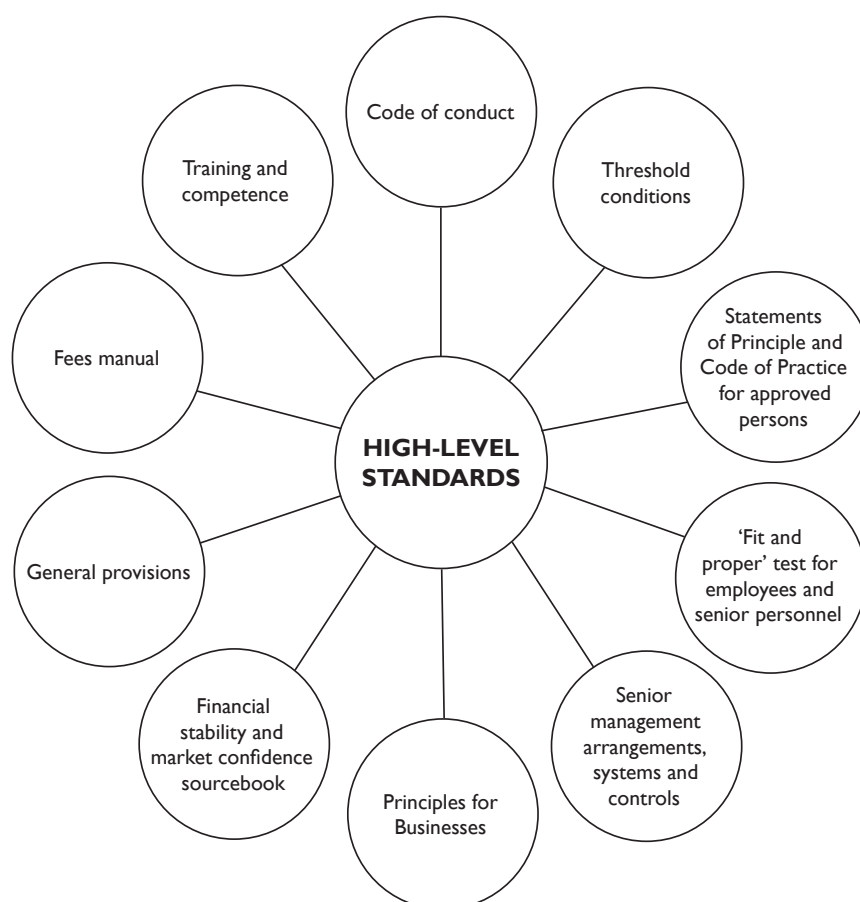 Code of conduct
Training and
competence
Threshold
conditions
Fees manual
Statements
of Principle and
Code of Practice
for approved
persons
HIGH-LEVEL
STANDARDS
General provisions
‘Fit and
proper’ test for
employees and
senior personnel
Financial
stability and
market confidence
sourcebook
Senior
management
arrangements,
systems and
controls
Principles for
Businesses